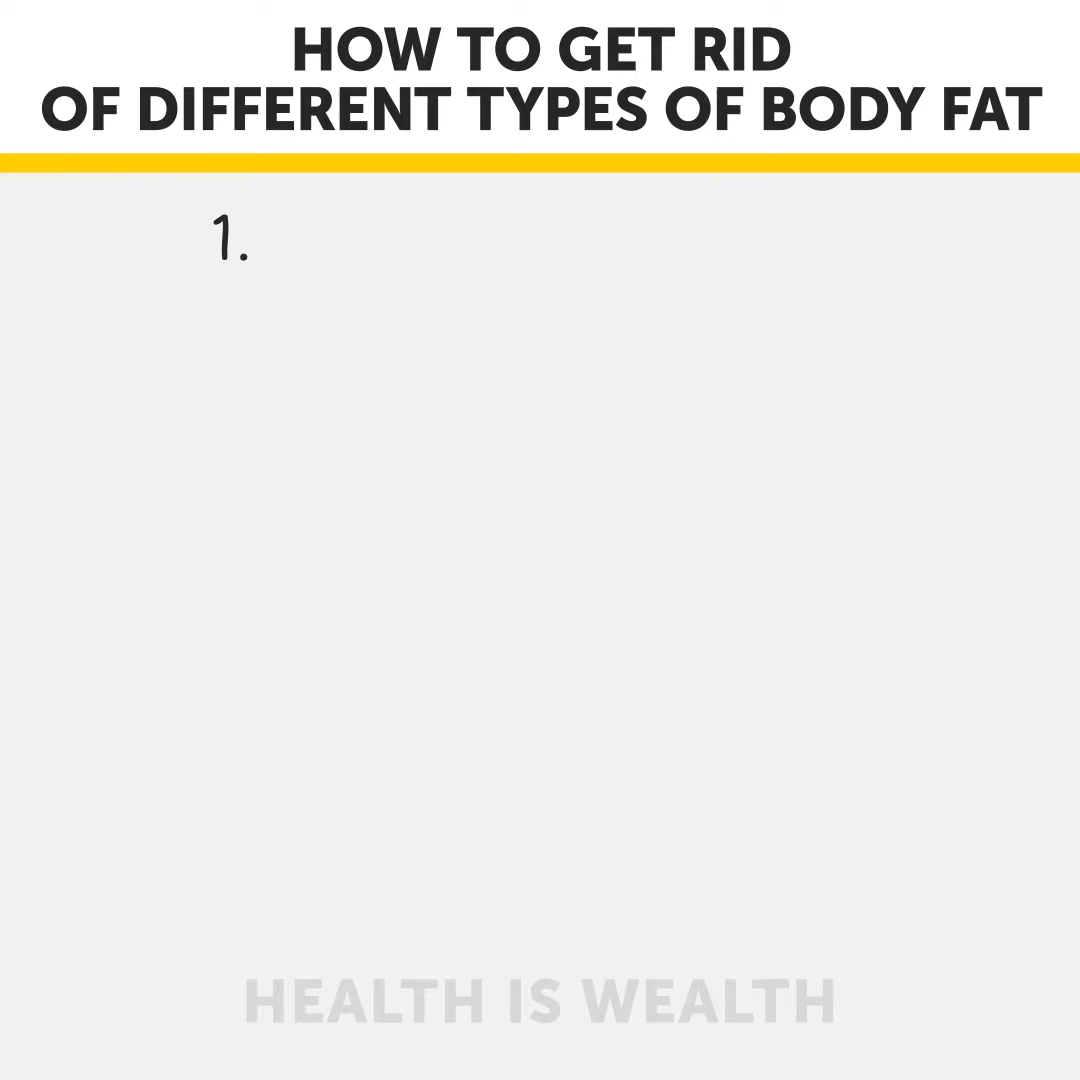 HOW TO GET RID
OF DIFFERENT TYPES OF BODY FAT
1.
HEALTH IS WEALTH